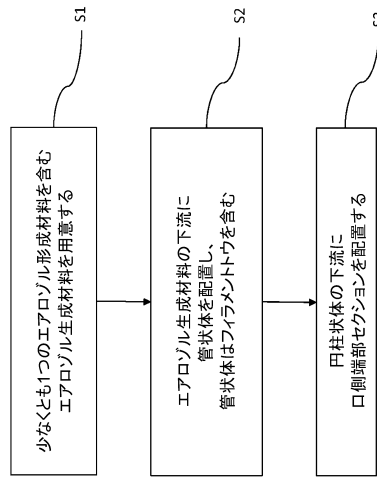 少なくとも1つのエアロゾル形成材料を含む
エアロゾル生成材料を用意する
S1
エアロゾル生成材料の下流に
管状体を配置し、
管状体はフィラメントトウを含む
S2
円柱状体の下流に
口側端部セクションを配置する